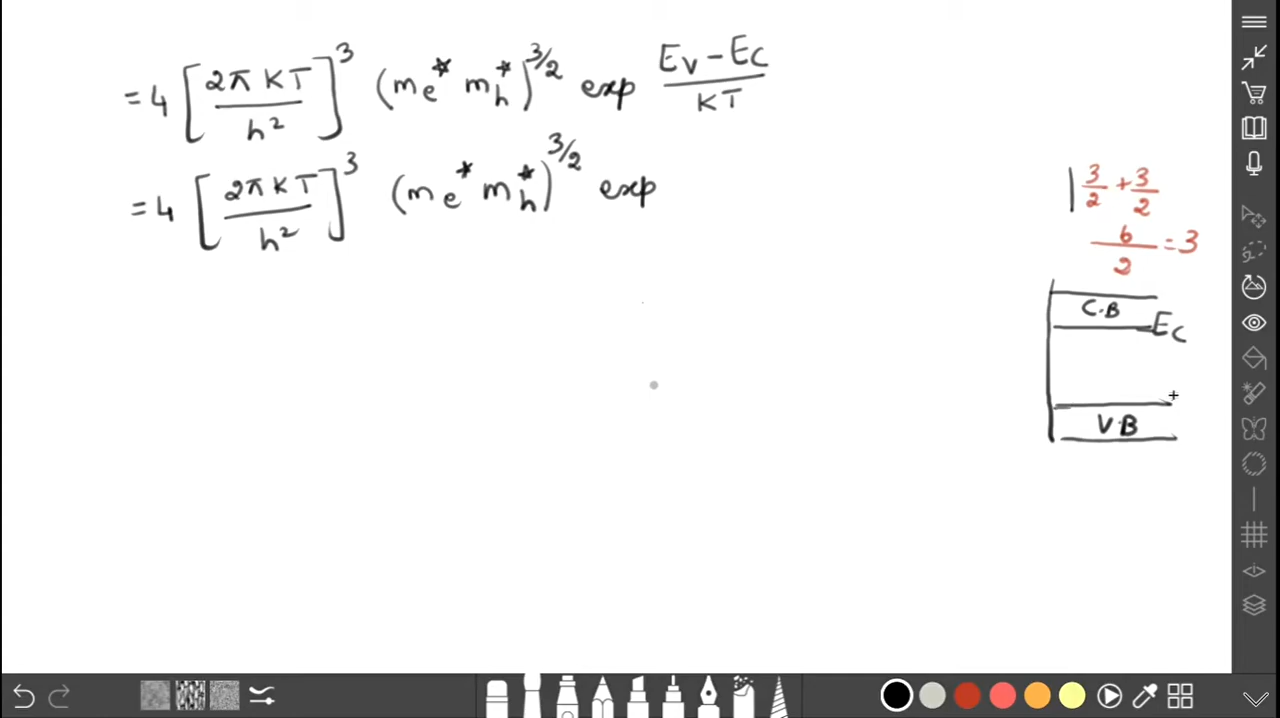 = 4 [2π KT / h²]³ (me* mh*)^3/2 exp Ev - Ec / KT
= 4 [2π KT / h²]³ (me* mh*)^3/2 exp
3/2 + 3/2
6/2 = 3
C.B
Ec
V.B